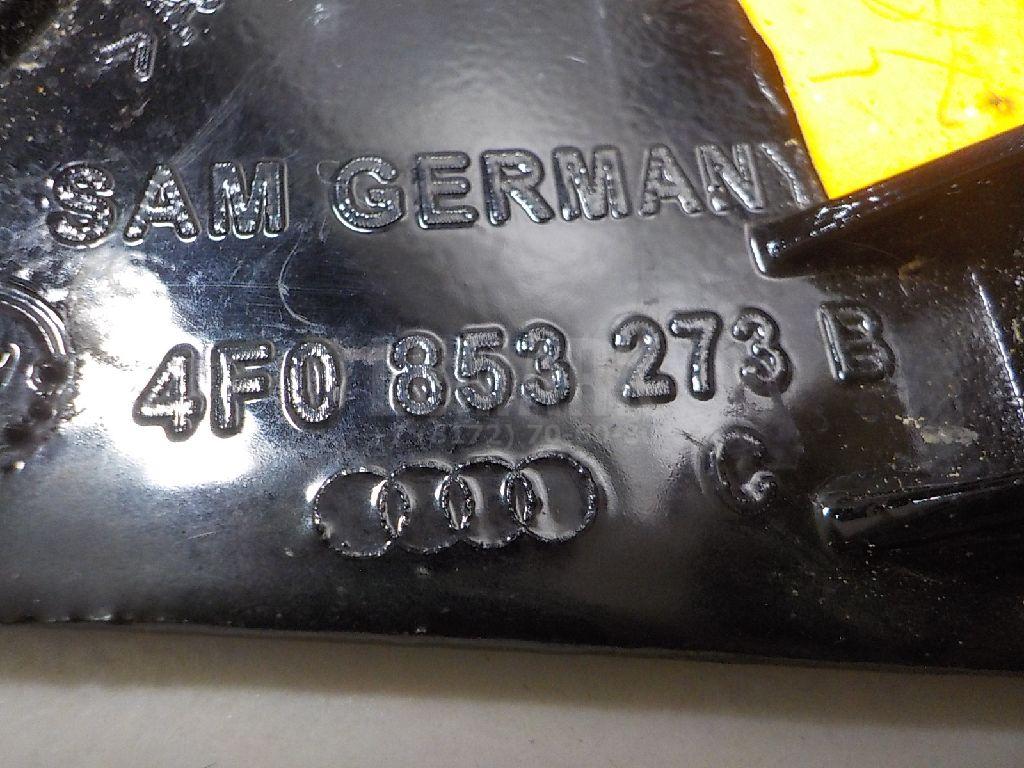 SAM GERMANY
4F0 853 273 B
C